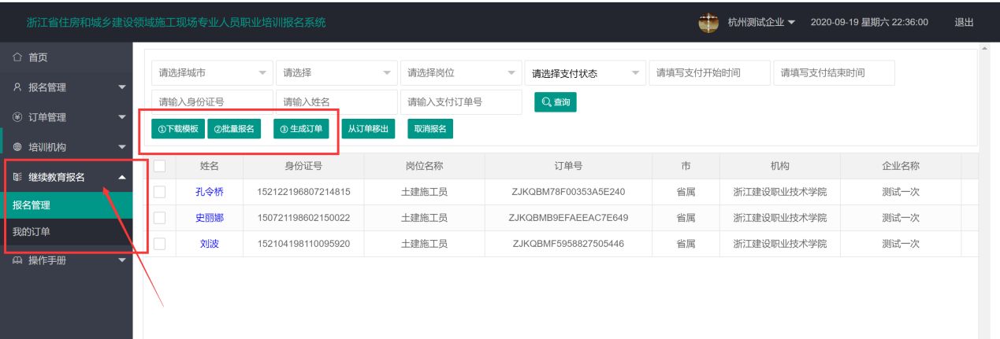 浙江省住房和城乡建设领域施工现场专业人员职业培训报名系统 杭州测试企业 2020-09-19 星期六 22:36:00 退出
首页
报名管理
订单管理
培训机构
继续教育报名
报名管理
我的订单
操作手册
请选择城市 请选择 请选择岗位 请选择支付状态 请填写支付开始时间 请填写支付结束时间
请输入身份证号 请输入姓名 请输入支付订单号 查询
①下载模板 ②批量报名 ③ 生成订单 从订单移出 取消报名
姓名 身份证号 岗位名称 订单号 市 机构 企业名称
孔令桥 152122196807214815 土建施工员 ZJKQBM78F00353A5E240 省属 浙江建设职业技术学院 测试一次
史丽娜 150721198602150022 土建施工员 ZJKQBMB9EFAEEAC7E649 省属 浙江建设职业技术学院 测试一次
刘波 152104198110095920 土建施工员 ZJKQBMF5958827505446 省属 浙江建设职业技术学院 测试一次